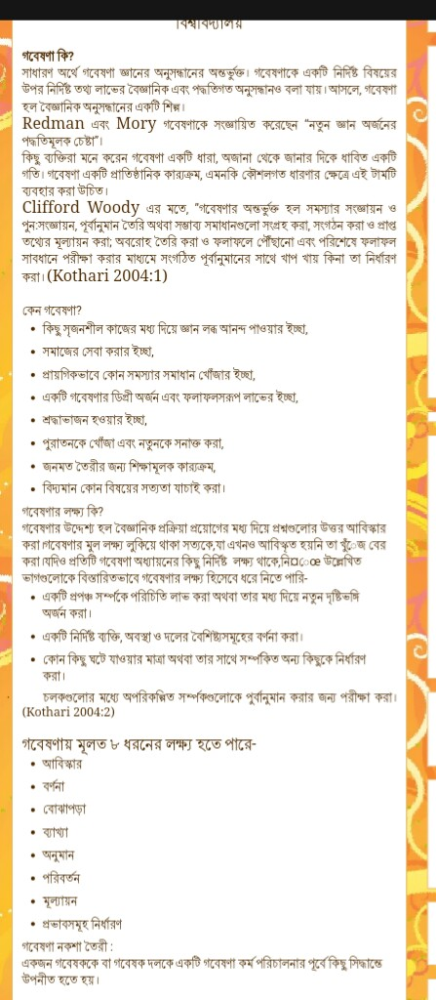 বিশ্ববিদ্যালয়
গবেষণা কি?
সাধারণ অর্থে গবেষণা জ্ঞানের অনুসন্ধানের অন্তর্ভুক্ত। গবেষণাকে একটি নির্দিষ্ট বিষয়ের
উপর নির্দিষ্ট তথ্য লাভের বৈজ্ঞানিক এবং পদ্ধতিগত অনুসন্ধানও বলা যায়। আসলে, গবেষণা
হল বৈজ্ঞানিক অনুসন্ধানের একটি শিল্প।
Redman এবং Mory গবেষণাকে সংজ্ঞায়িত করেছেন “নতুন জ্ঞান অর্জনের
পদ্ধতিমূলক চেষ্টা”।
কিছু ব্যক্তিরা মনে করেন গবেষণা একটি ধারা, অজানা থেকে জানার দিকে ধাবিত একটি
গতি। গবেষণা একটি প্রাতিষ্ঠানিক কার্যক্রম, এমনকি কৌশলগত ধারণার ক্ষেত্রে এই টার্মটি
ব্যবহার করা উচিত।
Clifford Woody এর মতে, “গবেষণার অন্তর্ভুক্ত হল সমস্যার সংজ্ঞায়ন ও
পুন:সংজ্ঞায়ন, পূর্বানুমান তৈরি অথবা সম্ভাব্য সমাধানগুলো সংগ্রহ করা, সংগঠন করা ও প্রাপ্ত
তথ্যের মূল্যায়ন করা; অবরোহ তৈরি করা ও ফলাফলে পৌঁছানো এবং পরিশেষে ফলাফল
সাবধানে পরীক্ষা করার মাধ্যমে সংগঠিত পূর্বানুমানের সাথে খাপ খায় কিনা তা নির্ধারণ
করা। (Kothari 2004:1)
কেন গবেষণা?
• কিছু সৃজনশীল কাজের মধ্য দিয়ে জ্ঞান লব্ধ আনন্দ পাওয়ার ইচ্ছা,
• সমাজের সেবা করার ইচ্ছা,
• প্রায়গিকভাবে কোন সমস্যার সমাধান খোঁজার ইচ্ছা,
• একটি গবেষণার ডিগ্রী অর্জন এবং ফলাফলসরূপ লাভের ইচ্ছা,
• শ্রদ্ধাভাজন হওয়ার ইচ্ছা,
• পুরাতনকে খোঁজা এবং নতুনকে সনাক্ত করা,
• জনমত তৈরীর জন্য শিক্ষামূলক কার্যক্রম,
• বিদ্যমান কোন বিষয়ের সত্যতা যাচাই করা।
গবেষণার লক্ষ্য কি?
গবেষণার উদ্দেশ্য হল বৈজ্ঞানিক প্রক্রিয়া প্রয়োগের মধ্য দিয়ে প্রশ্নগুলোর উত্তর আবিস্কার
করা।গবেষণার মুল লক্ষ্য লুকিয়ে থাকা সত্যকে,যা এখনও আবিস্কৃত হয়নি তা খুঁেজ বের
করা।যদিও প্রতিটি গবেষণা অধ্যায়নের কিছু নির্দিষ্ট লক্ষ্য থাকে, উল্লেখিত
ভাগগুলোকে বিস্তারিতভাবে গবেষণার লক্ষ্য হিসেবে ধরে নিতে পারি-
• একটি প্রপঞ্চ সর্ম্পকে পরিচিতি লাভ করা অথবা তার মধ্য দিয়ে নতুন দৃষ্টিভঙ্গি
অর্জন করা।
• একটি নির্দিষ্ট ব্যক্তি, অবস্থা ও দলের বৈশিষ্ট্যসমূহের বর্ণনা করা।
• কোন কিছু ঘটে যাওয়ার মাত্রা অথবা তার সাথে সর্ম্পকিত অন্য কিছুকে নির্ধারণ
করা।
চলকগুলোর মধ্যে অপরিকল্পিত সর্ম্পকগুলোকে পুর্বানুমান করার জন্য পরীক্ষা করা।
(Kothari 2004:2)
গবেষণায় মূলত ৮ ধরনের লক্ষ্য হতে পারে-
• আবিস্কার
• বর্ণনা
• বোঝাপড়া
• ব্যাখ্যা
• অনুমান
• পরিবর্তন
• মূল্যায়ন
• প্রভাবসমূহ নির্ধারণ
গবেষণা নকশা তৈরী :
একজন গবেষককে বা গবেষক দলকে একটি গবেষণা কর্ম পরিচালনার পূর্বে কিছু সিদ্ধান্তে
উপনীত হতে হয়।